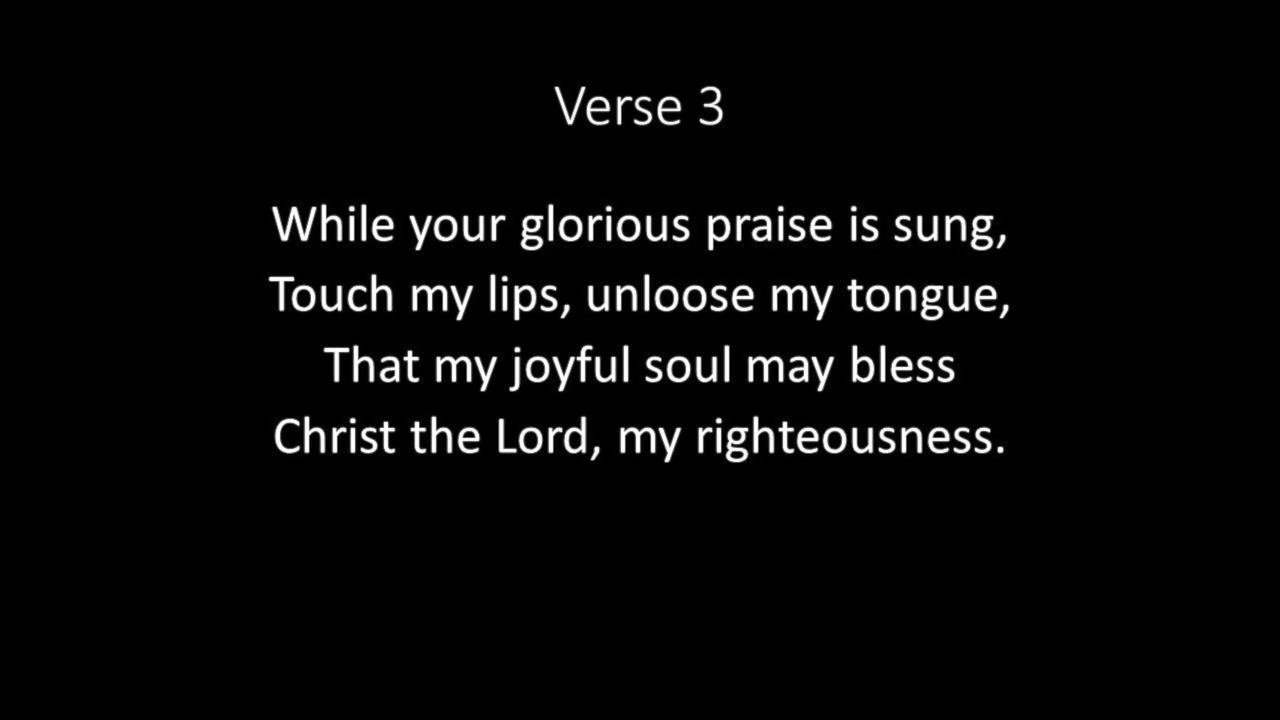 Verse 3
While your glorious praise is sung,
Touch my lips, unloose my tongue,
That my joyful soul may bless
Christ the Lord, my righteousness.